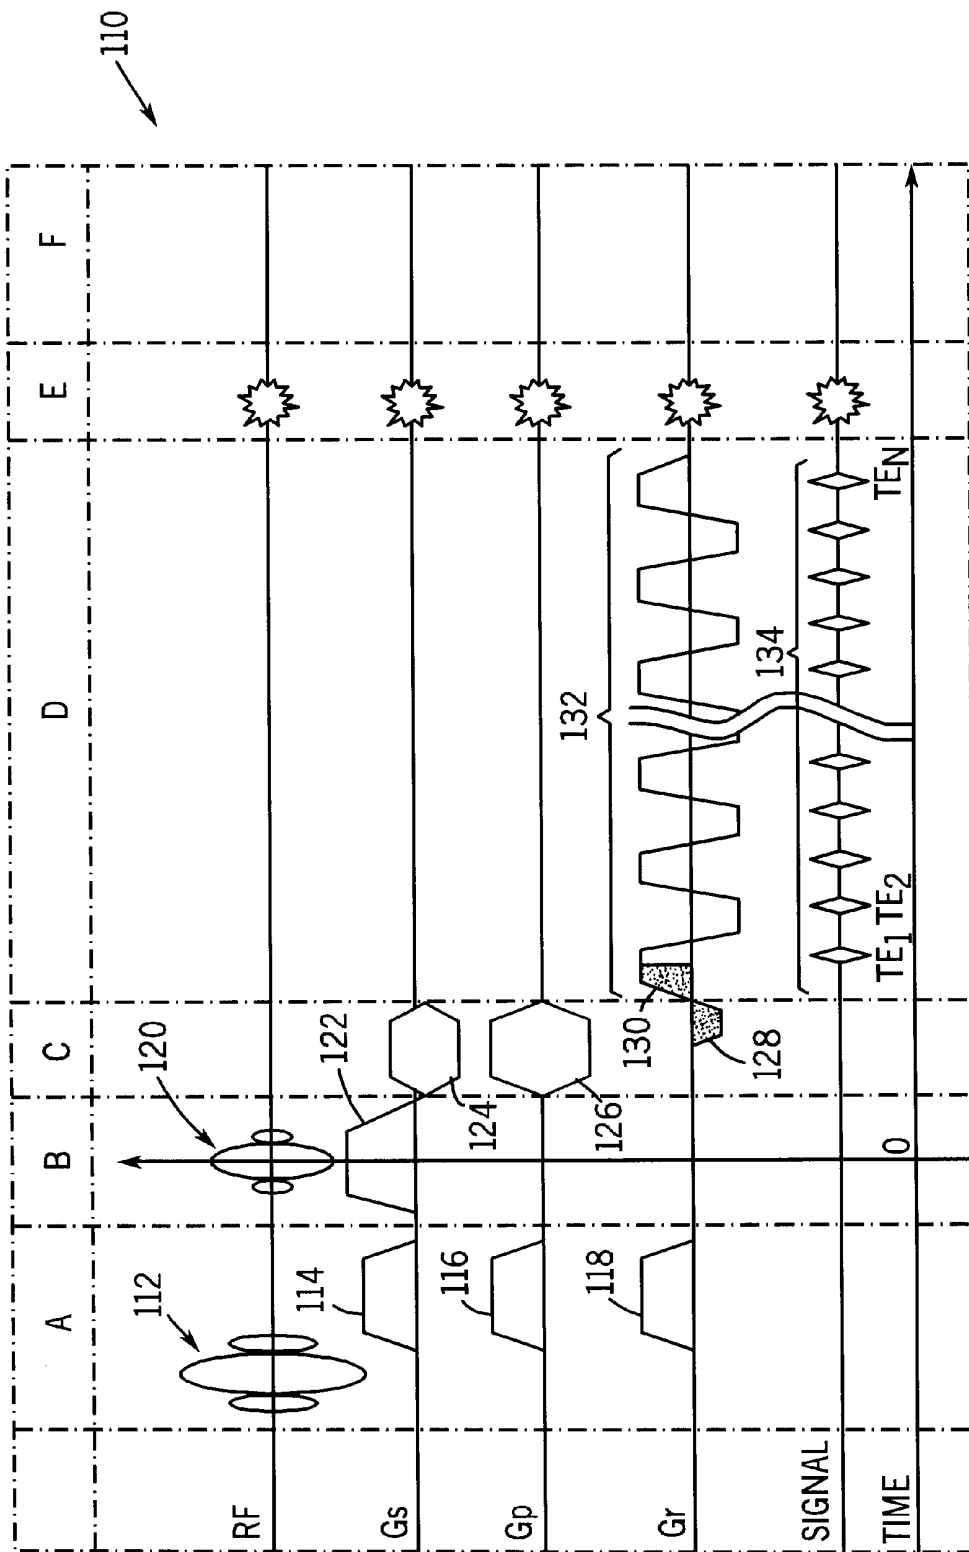 110
A
B
C
D
E
F
RF
112
120
Gs
114
122
124
Gp
116
126
Gr
118
128
130
132
SIGNAL
134
TE1 TE2
TEN
TIME
0